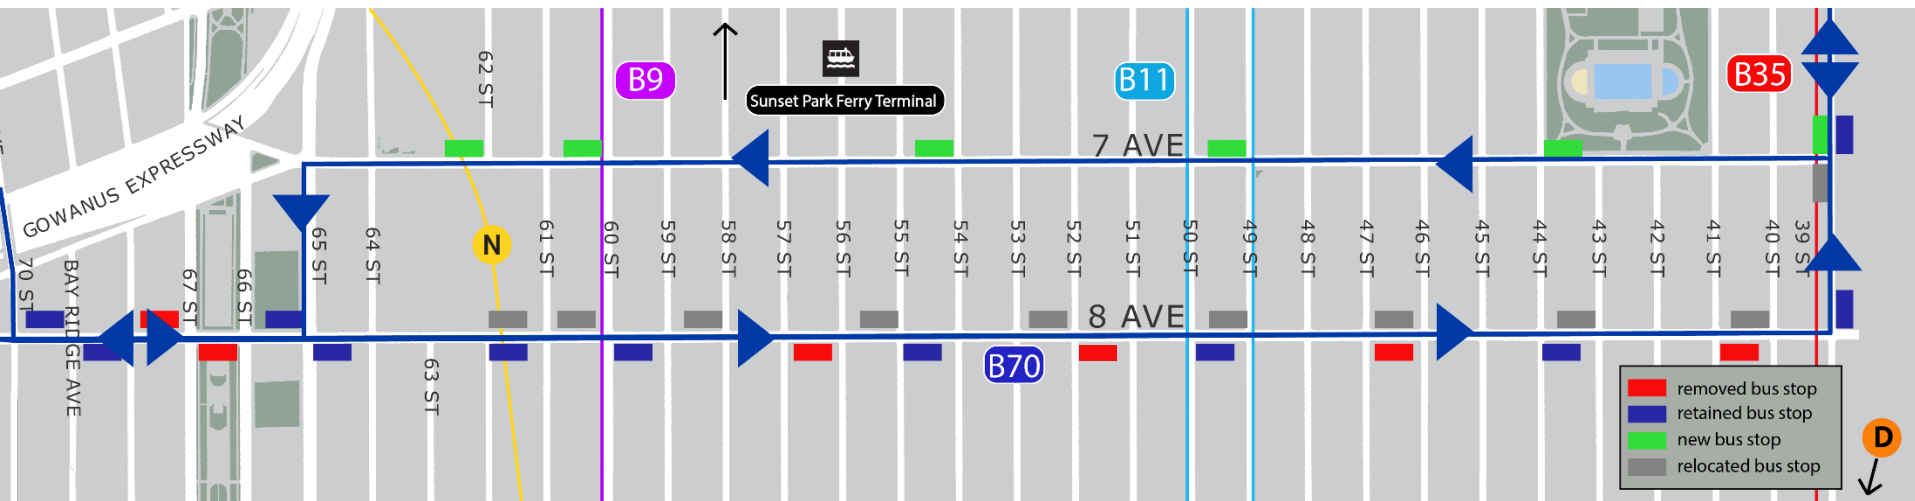 62 ST
B9
Sunset Park Ferry Terminal
B11
B35
7 AVE
GOWANUS EXPRESSWAY
70 ST
BAY RIDGE AVE
67 ST
66 ST
65 ST
64 ST
63 ST
N
61 ST
60 ST
59 ST
58 ST
57 ST
56 ST
55 ST
54 ST
53 ST
52 ST
51 ST
50 ST
49 ST
48 ST
47 ST
46 ST
45 ST
44 ST
43 ST
42 ST
41 ST
40 ST
39 ST
8 AVE
B70
removed bus stop
retained bus stop
new bus stop
relocated bus stop
D